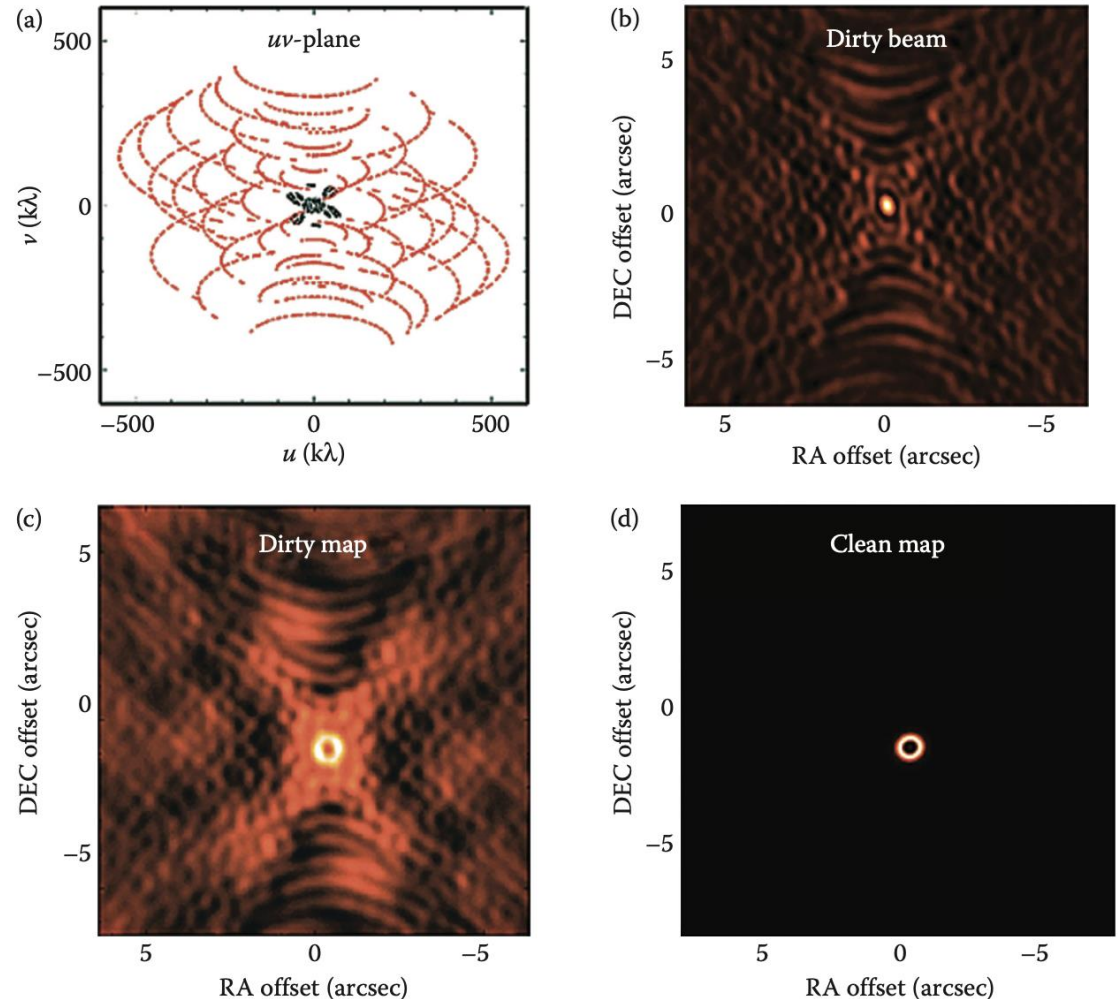 (a)
uv-plane
500
0
−500
v (kλ)
−500 0 500
u (kλ)
(b)
Dirty beam
5
0
−5
DEC offset (arcsec)
5 0 −5
RA offset (arcsec)
(c)
Dirty map
5
0
−5
DEC offset (arcsec)
5 0 −5
RA offset (arcsec)
(d)
Clean map
5
0
−5
DEC offset (arcsec)
5 0 −5
RA offset (arcsec)